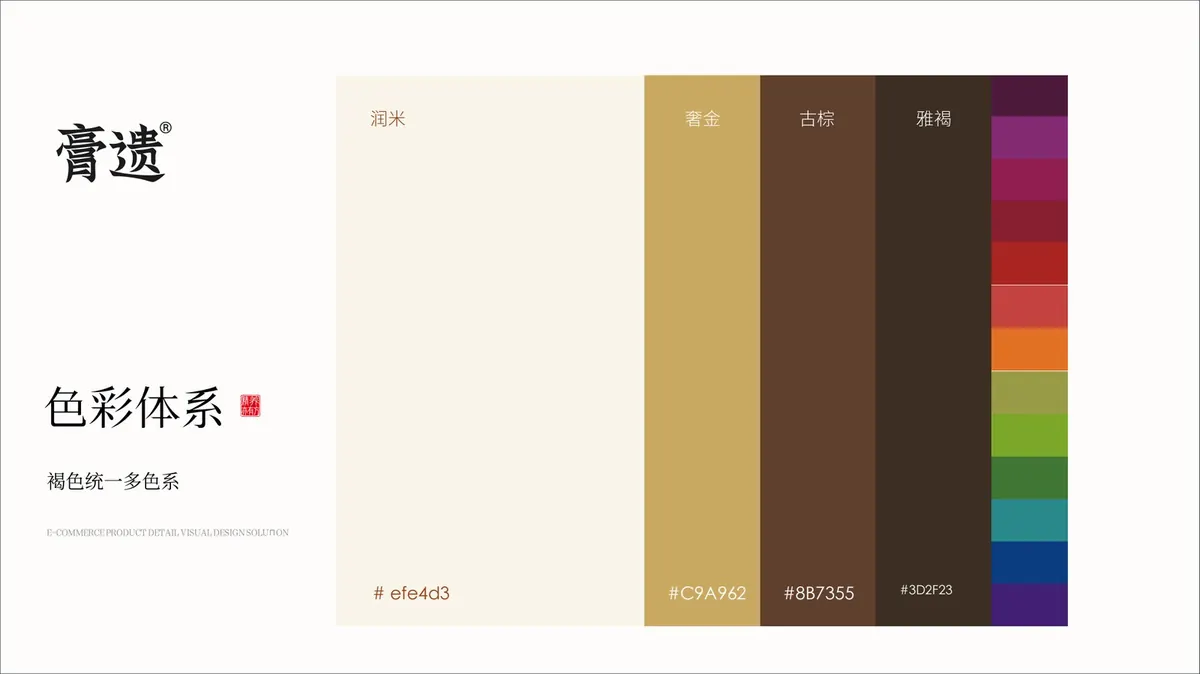 膏遗®
色彩体系
褐色统一多色系
E-COMMERCE PRODUCT DETAIL VISUAL DESIGN SOLUTION
润米
奢金
古棕
雅褐
# efe4d3
#C9A962
#8B7355
#3D2F23